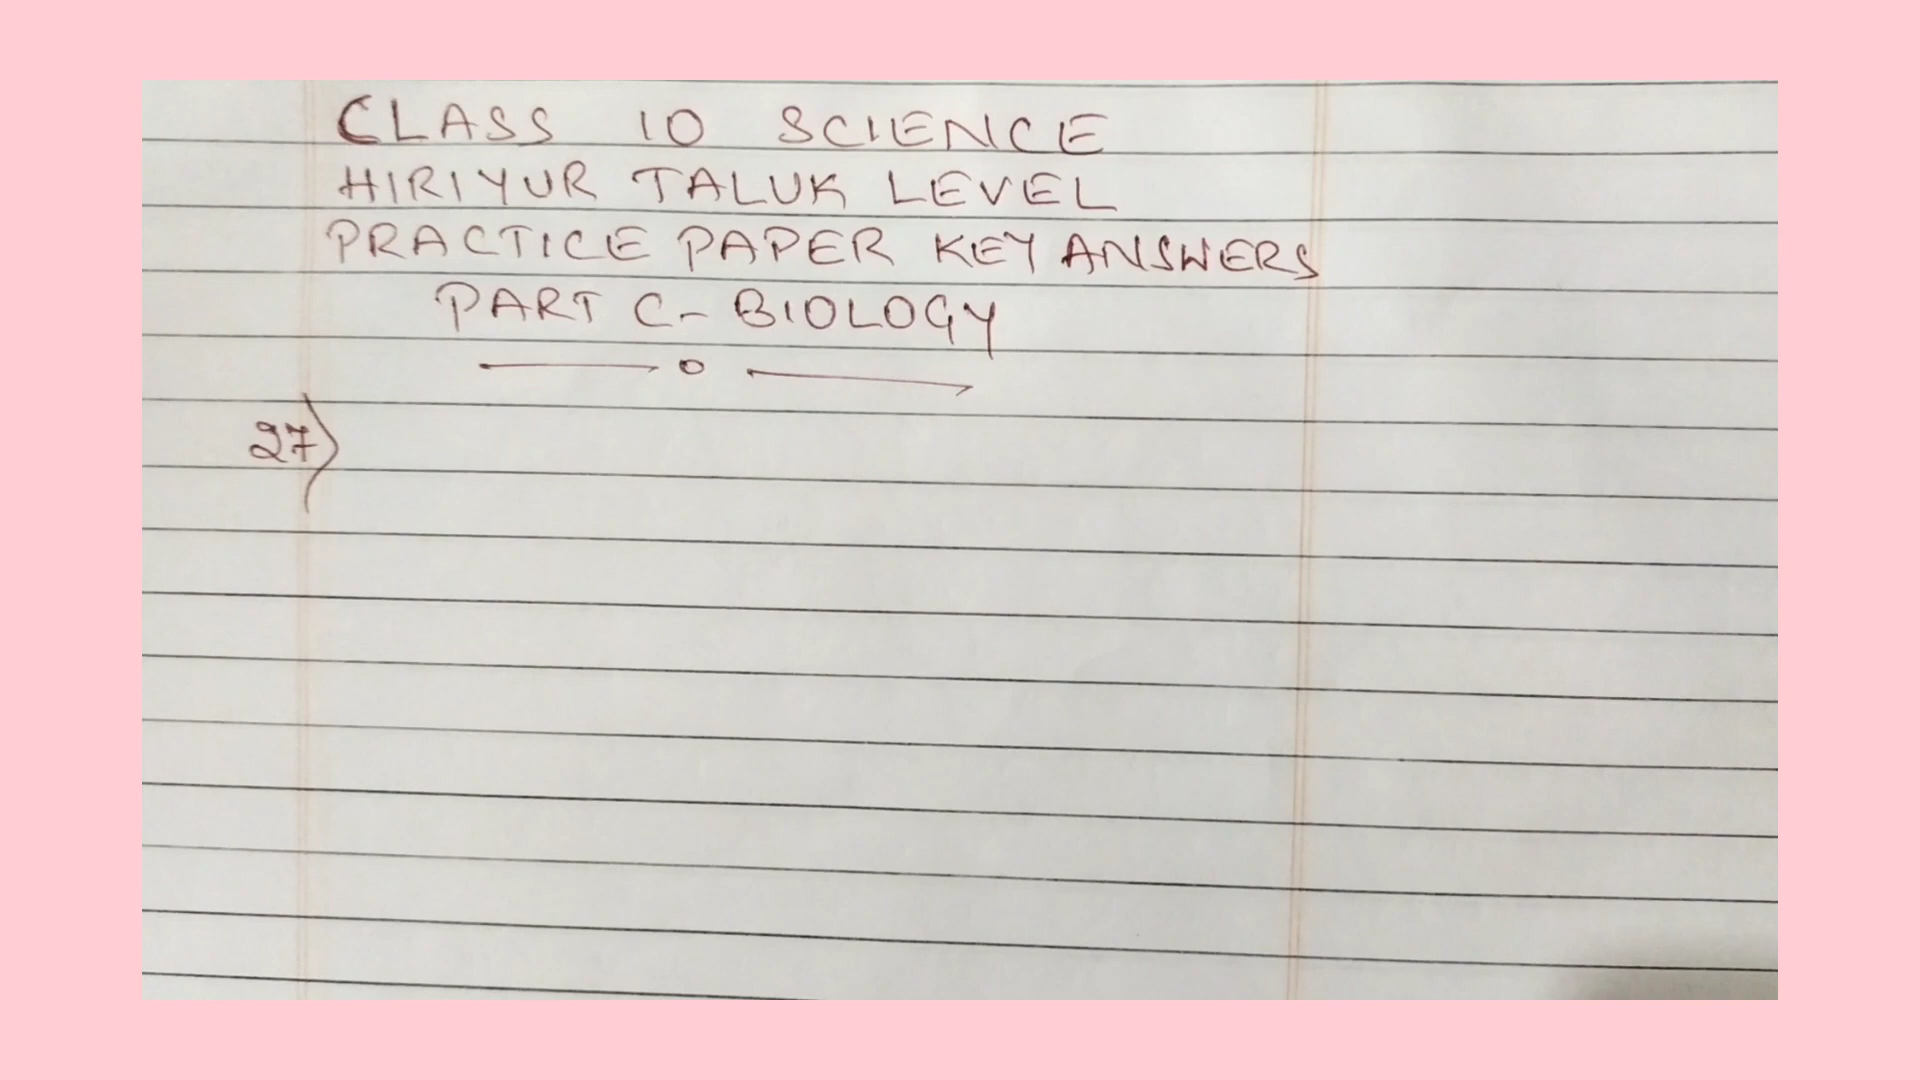 CLASS 10 SCIENCE
HIRIYUR TALUK LEVEL
PRACTICE PAPER KEY ANSWERS
PART C - BIOLOGY
27)